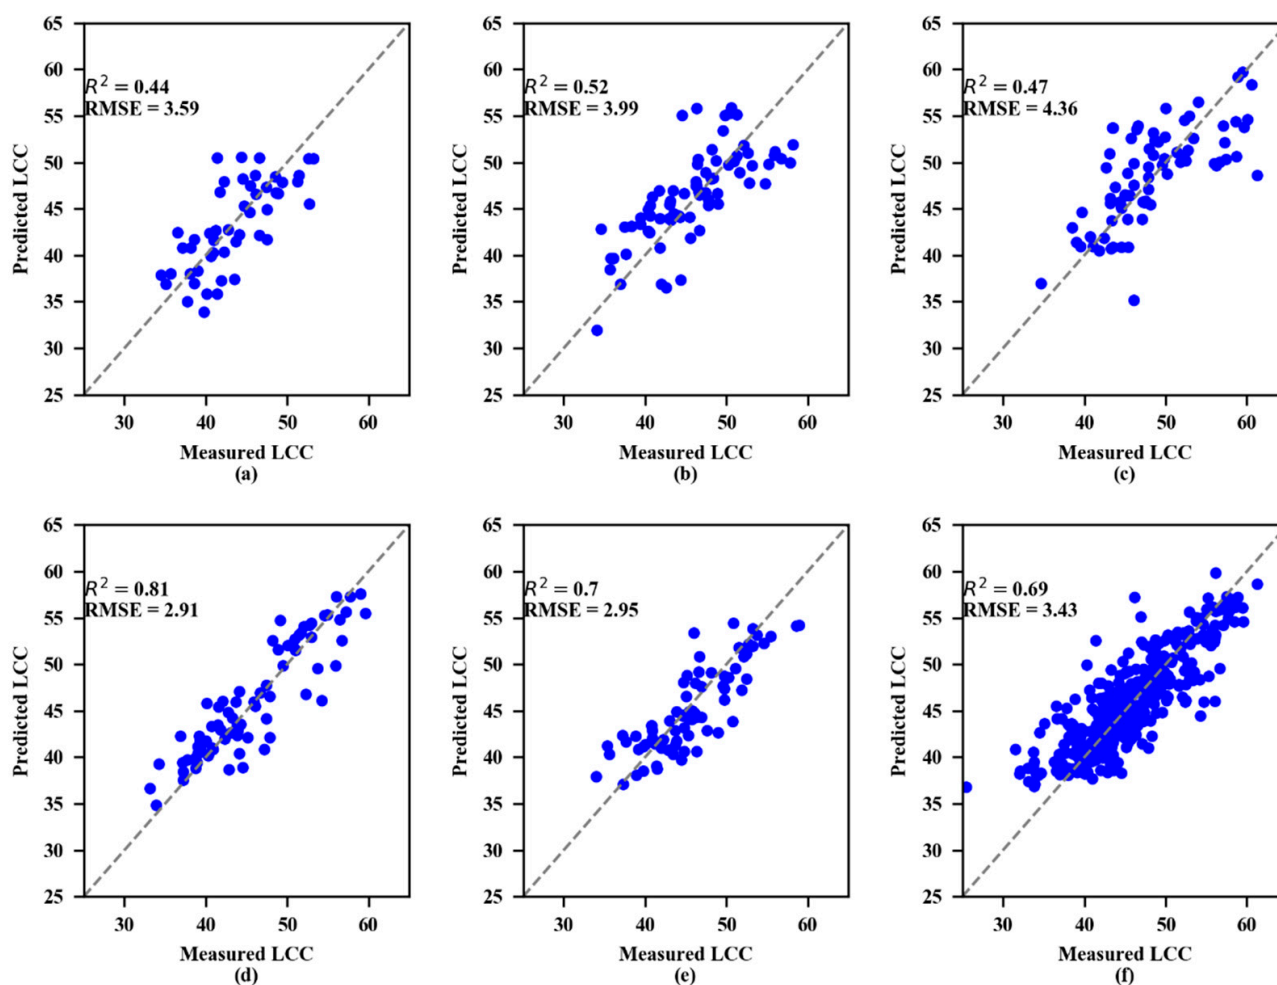 65
60
55
50
45
40
35
30
25
R² = 0.44
RMSE = 3.59
Predicted LCC
30
40
50
60
Measured LCC
(a)
65
60
55
50
45
40
35
30
25
R² = 0.52
RMSE = 3.99
Predicted LCC
30
40
50
60
Measured LCC
(b)
65
60
55
50
45
40
35
30
25
R² = 0.47
RMSE = 4.36
Predicted LCC
30
40
50
60
Measured LCC
(c)
65
60
55
50
45
40
35
30
25
R² = 0.81
RMSE = 2.91
Predicted LCC
30
40
50
60
Measured LCC
(d)
65
60
55
50
45
40
35
30
25
R² = 0.7
RMSE = 2.95
Predicted LCC
30
40
50
60
Measured LCC
(e)
65
60
55
50
45
40
35
30
25
R² = 0.69
RMSE = 3.43
Predicted LCC
30
40
50
60
Measured LCC
(f)